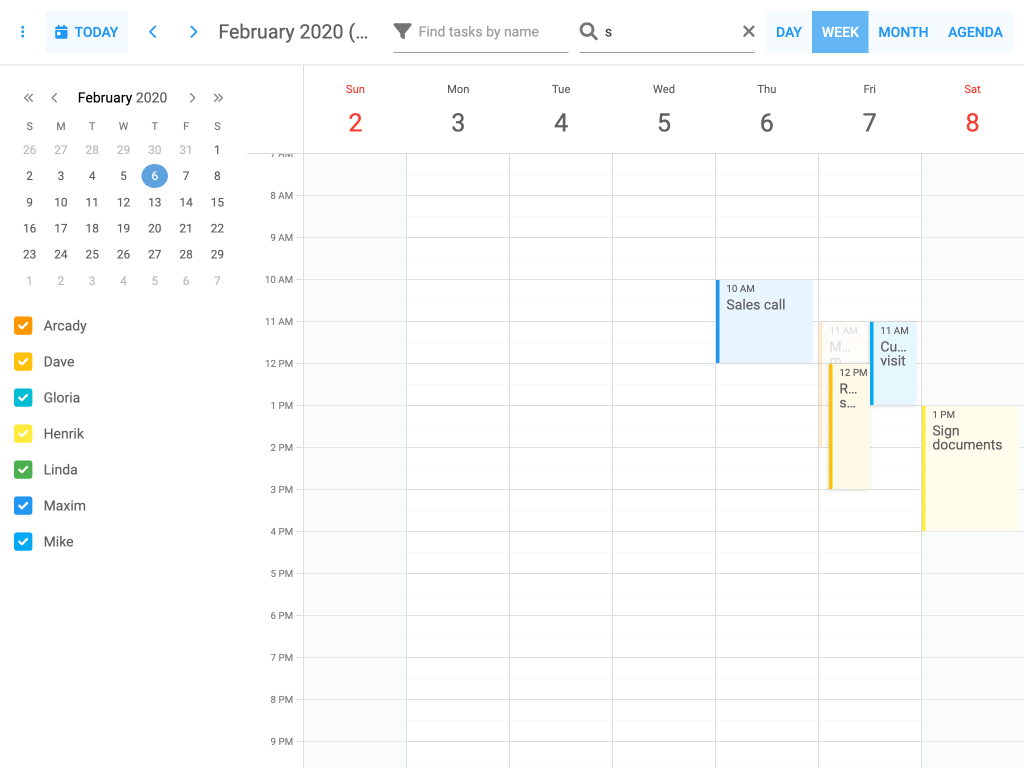 TODAY
February 2020 (...
Find tasks by name
s
DAY
WEEK
MONTH
AGENDA
February 2020
S M T W T F S
26 27 28 29 30 31 1
2 3 4 5 6 7 8
9 10 11 12 13 14 15
16 17 18 19 20 21 22
23 24 25 26 27 28 29
1 2 3 4 5 6 7
Arcady
Dave
Gloria
Henrik
Linda
Maxim
Mike
Sun Mon Tue Wed Thu Fri Sat
2 3 4 5 6 7 8
7 AM
8 AM
9 AM
10 AM
11 AM
12 PM
1 PM
2 PM
3 PM
4 PM
5 PM
6 PM
7 PM
8 PM
9 PM
10 AM
Sales call
11 AM
M...
m
12 PM
R...
s...
11 AM
Cu...
visit
1 PM
Sign
documents